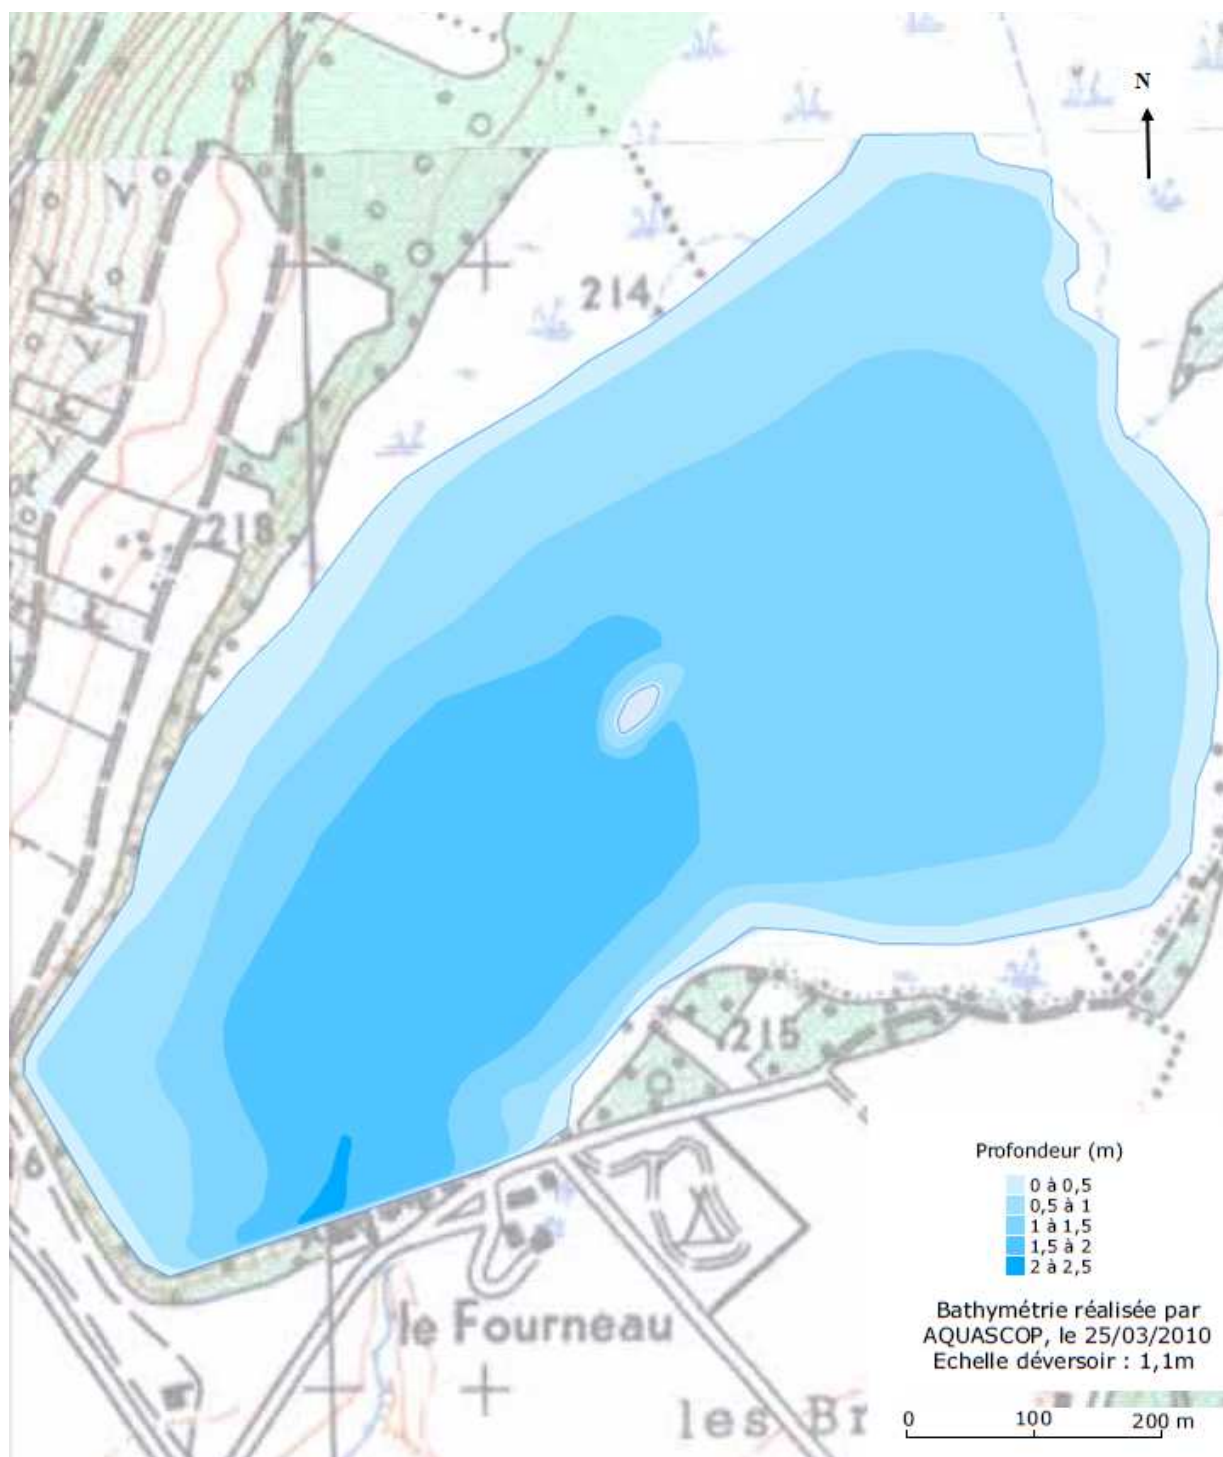 2
N
214
218
215
6
Profondeur (m)
0 à 0,5
0,5 à 1
1 à 1,5
1,5 à 2
2 à 2,5
le Fourneau
Bathymétrie réalisée par
AQUASCOP, le 25/03/2010
Echelle déversoir : 1,1m
les Br
0 100 200 m